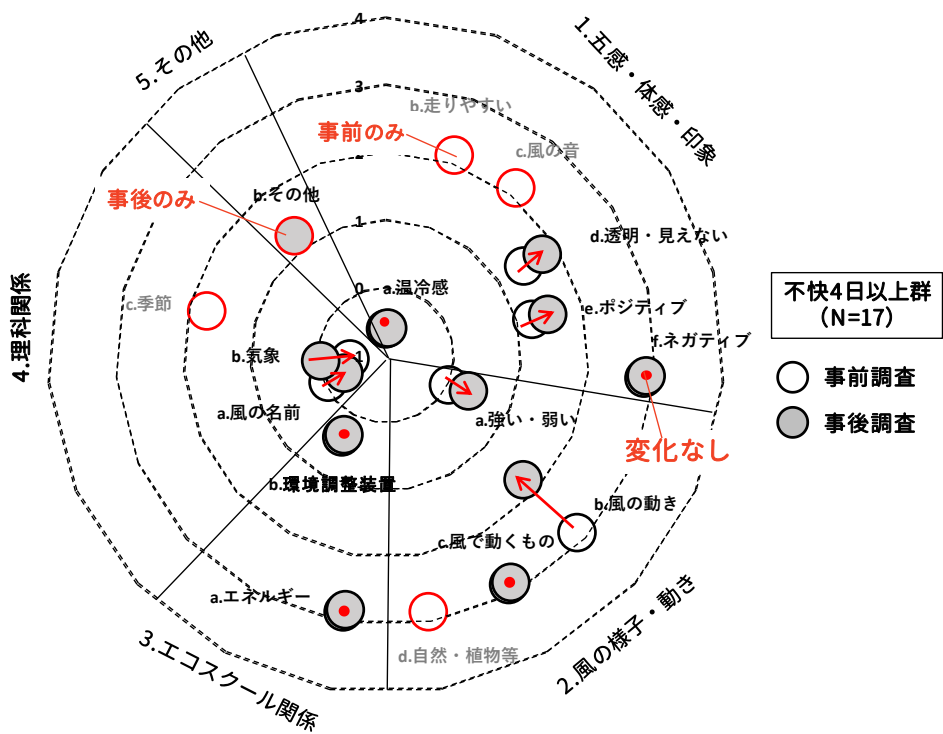 4
3
1
0
-1
1.五感・体感・印象
b.走りやすい
事前のみ
c.風の音
5.その他
事後のみ
b.その他
d.透明・見えない
a.温冷感
c.季節
e.ポジティブ
f.ネガティブ
4.理科関係
b.気象
a.風の名前
a.強い・弱い
変化なし
b.環境調整装置
b.風の動き
c.風で動くもの
a.エネルギー
d.自然・植物等
2.風の様子・動き
3.エコスクール関係
不快4日以上群
（N=17）
事前調査
事後調査